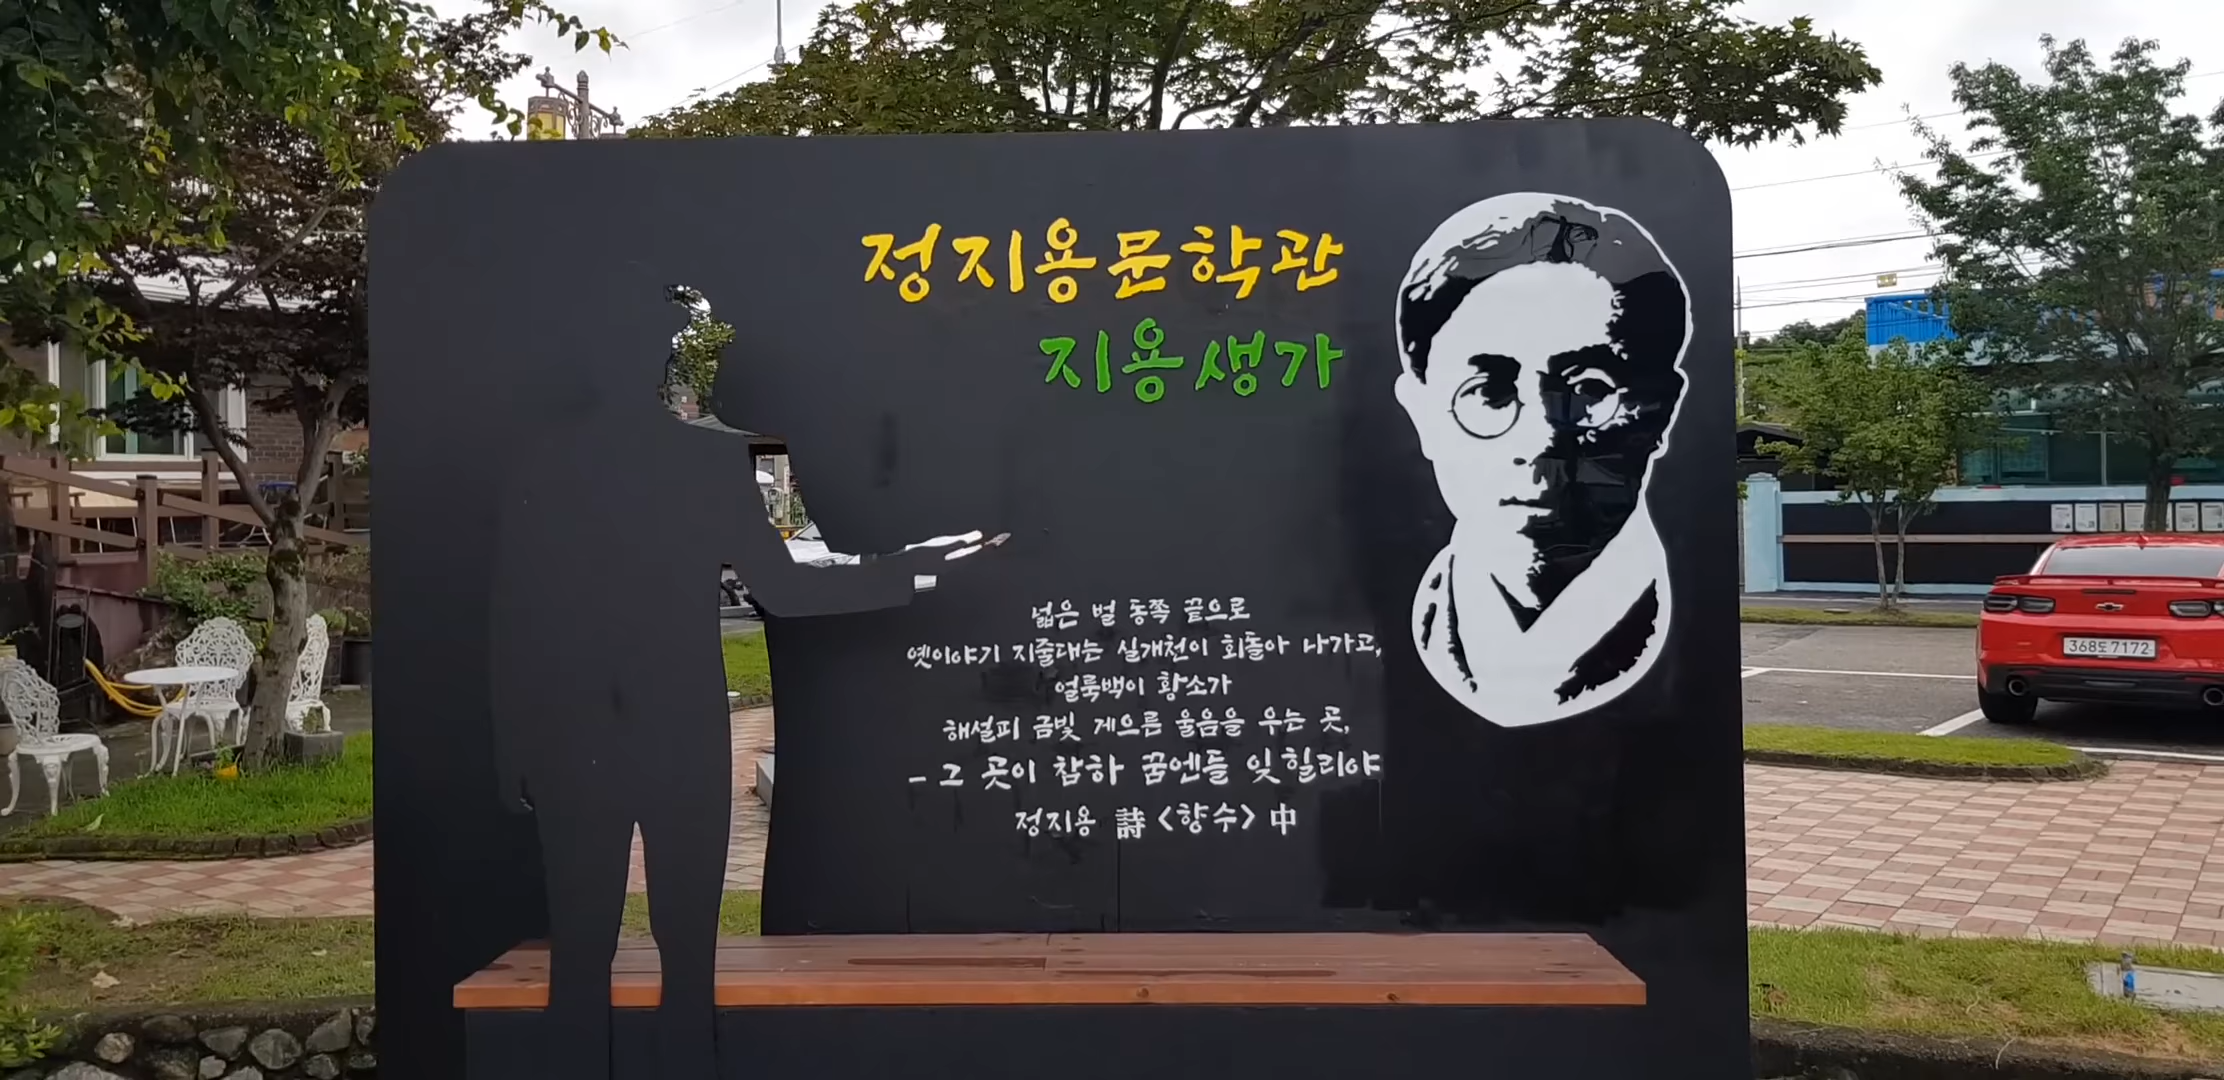 정지용문학관
지용생가
넓은 벌 동쪽 끝으로
옛이야기 지줄대는 실개천이 회돌아 나가고,
얼룩백이 황소가
해설피 금빛 게으른 울음을 우는 곳,
- 그 곳이 참하 꿈엔들 잊힐리야
정지용 詩 <향수> 中
368도 7172